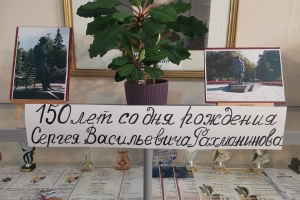 150 лет со дня рождения
Сергея Васильевича Рахманинова